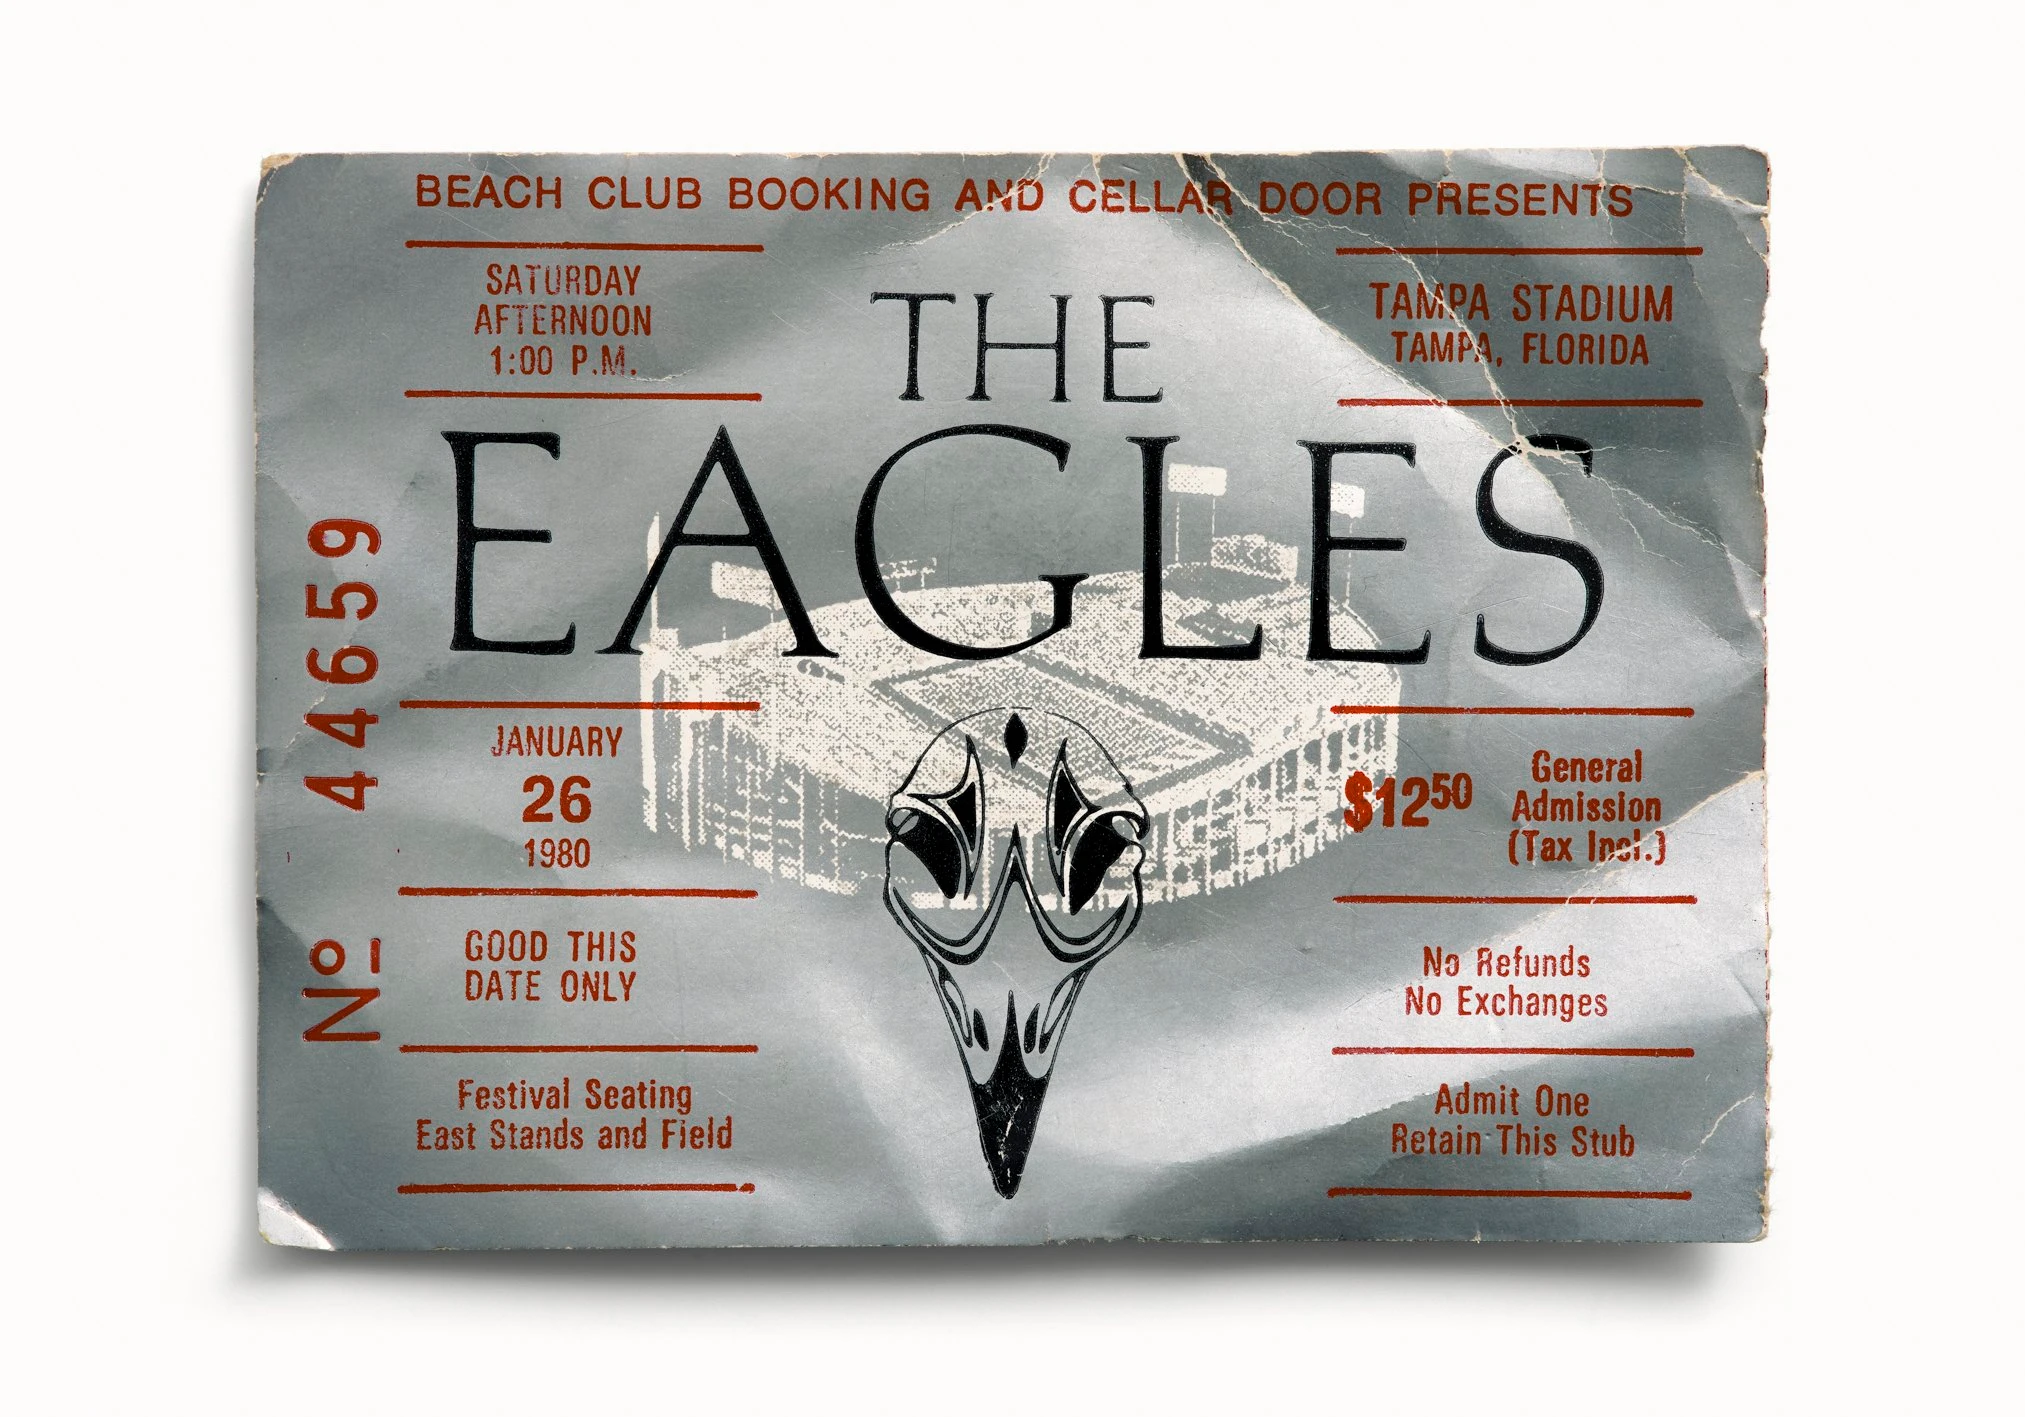 BEACH CLUB BOOKING AND CELLAR DOOR PRESENTS
SATURDAY
AFTERNOON
1:00 P.M.
TAMPA STADIUM
TAMPA, FLORIDA
THE
EAGLES
Nº 44659
JANUARY
26
1980
$12⁵⁰
General
Admission
(Tax Incl.)
GOOD THIS
DATE ONLY
No Refunds
No Exchanges
Festival Seating
East Stands and Field
Admit One
Retain This Stub